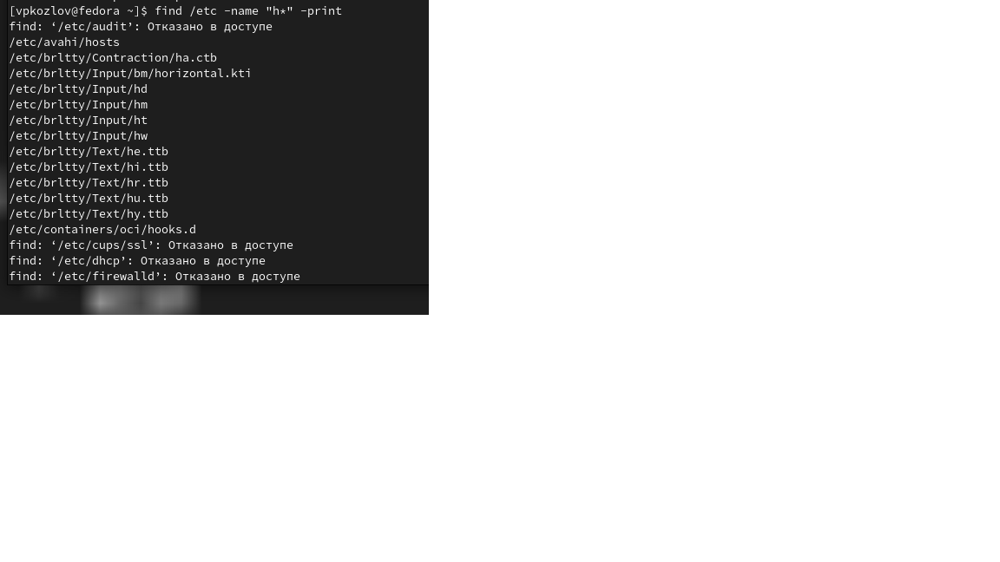 [vpkozlov@fedora ~]$ find /etc -name "h*" -print
find: ‘/etc/audit’: Отказано в доступе
/etc/avahi/hosts
/etc/brltty/Contraction/ha.ctb
/etc/brltty/Input/bm/horizontal.kti
/etc/brltty/Input/hd
/etc/brltty/Input/hm
/etc/brltty/Input/ht
/etc/brltty/Input/hw
/etc/brltty/Text/he.ttb
/etc/brltty/Text/hi.ttb
/etc/brltty/Text/hr.ttb
/etc/brltty/Text/hu.ttb
/etc/brltty/Text/hy.ttb
/etc/containers/oci/hooks.d
find: ‘/etc/cups/ssl’: Отказано в доступе
find: ‘/etc/dhcp’: Отказано в доступе
find: ‘/etc/firewalld’: Отказано в доступе